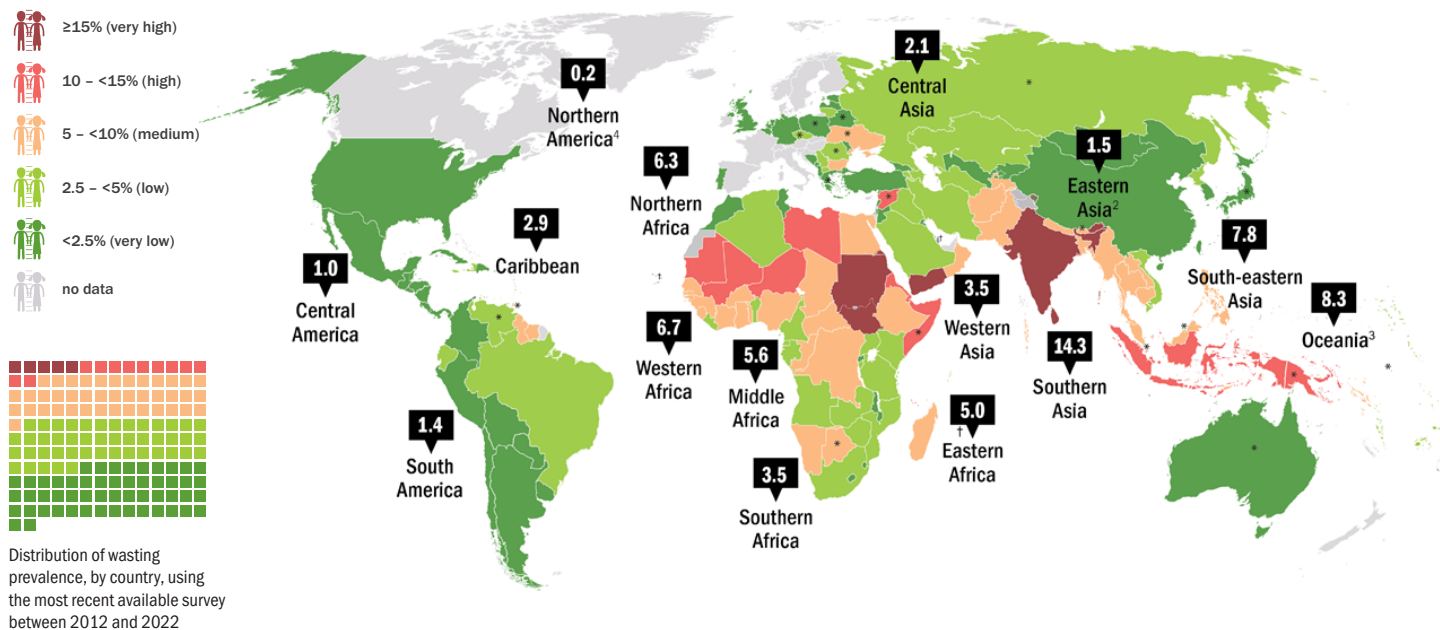 ≥15% (very high)
10 – <15% (high)
5 – <10% (medium)
2.5 – <5% (low)
<2.5% (very low)
no data
Distribution of wasting
prevalence, by country, using
the most recent available survey
between 2012 and 2022
0.2
Northern
America⁴
2.1
Central
Asia
1.5
Eastern
Asia²
6.3
Northern
Africa
2.9
Caribbean
1.0
Central
America
7.8
South-eastern
Asia
8.3
Oceania³
3.5
Western
Asia
6.7
Western
Africa
5.6
Middle
Africa
14.3
Southern
Asia
5.0
†
Eastern
Africa
1.4
South
America
3.5
Southern
Africa